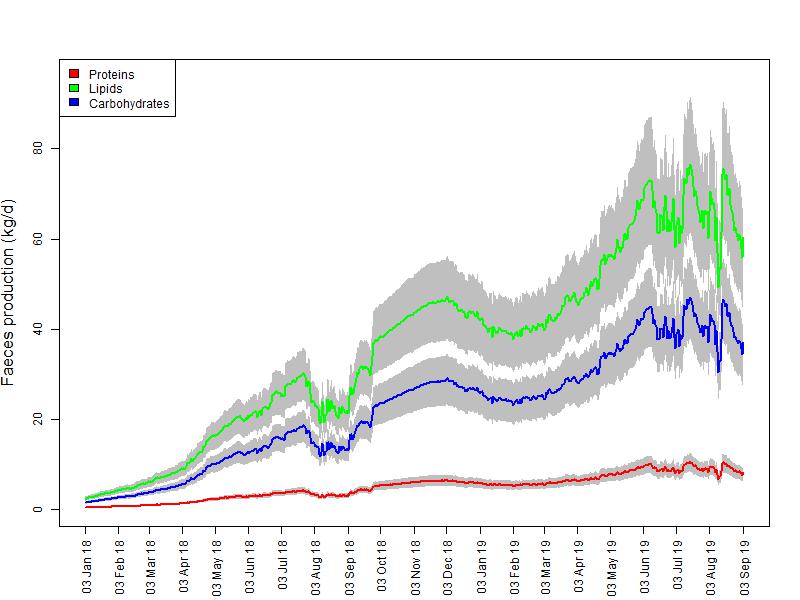 Proteins
Lipids
Carbohydrates
Faeces production (kg/d)
80
60
40
20
0
03 Jan 18
03 Feb 18
03 Mar 18
03 Apr 18
03 May 18
03 Jun 18
03 Jul 18
03 Aug 18
03 Sep 18
03 Oct 18
03 Nov 18
03 Dec 18
03 Jan 19
03 Feb 19
03 Mar 19
03 Apr 19
03 May 19
03 Jun 19
03 Jul 19
03 Aug 19
03 Sep 19